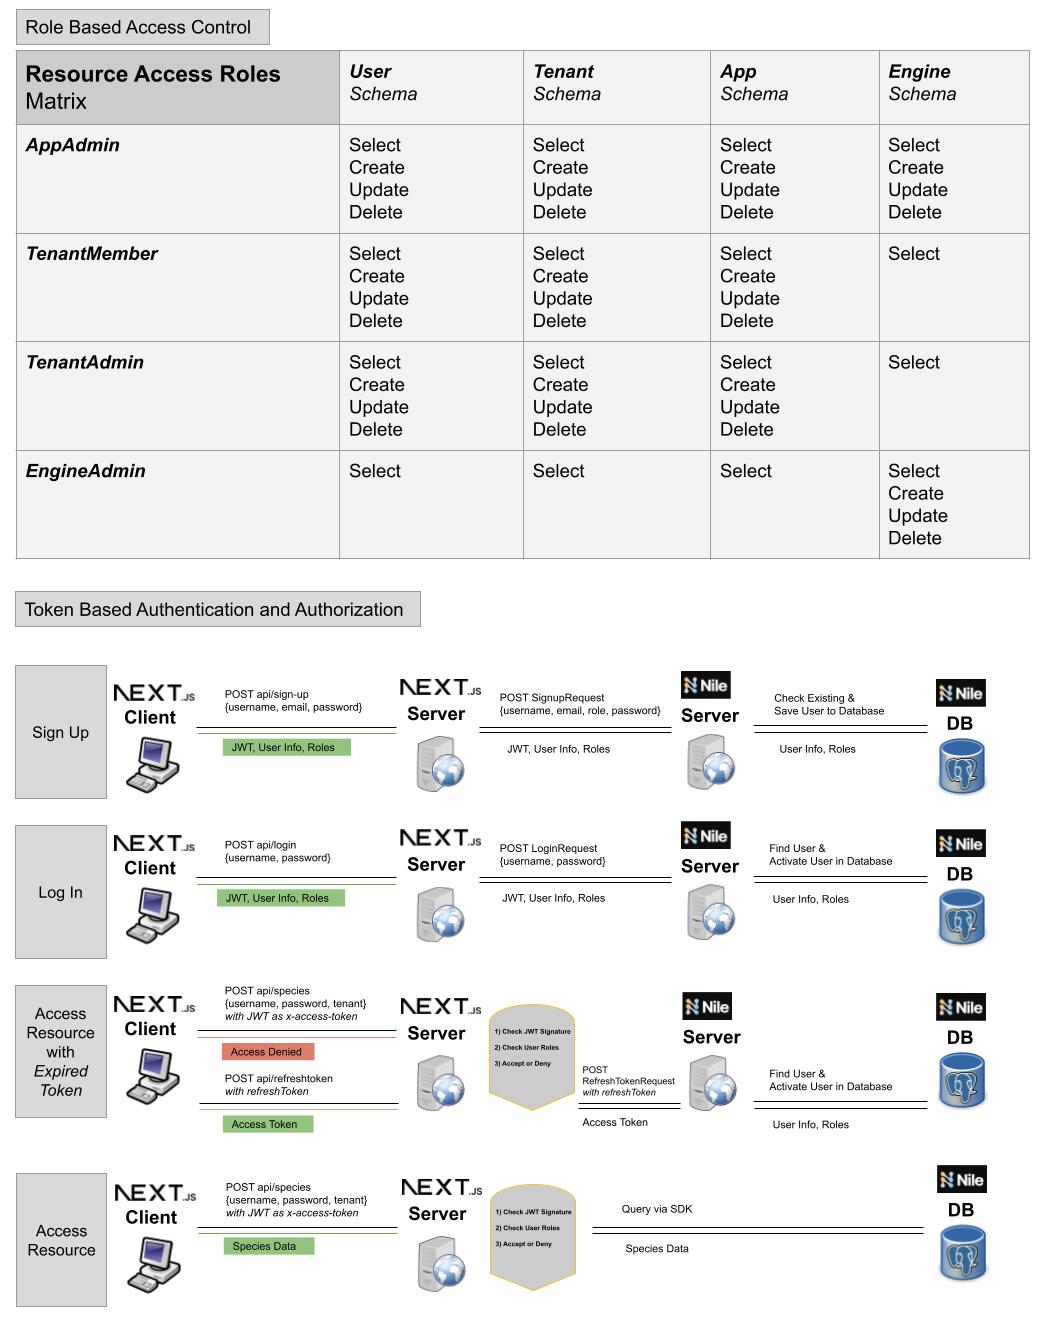 Role Based Access Control
Resource Access Roles
Matrix
User
Schema
Tenant
Schema
App
Schema
Engine
Schema
AppAdmin
Select
Create
Update
Delete
Select
Create
Update
Delete
Select
Create
Update
Delete
Select
Create
Update
Delete
TenantMember
Select
Create
Update
Delete
Select
Create
Update
Delete
Select
Create
Update
Delete
Select
TenantAdmin
Select
Create
Update
Delete
Select
Create
Update
Delete
Select
Create
Update
Delete
Select
EngineAdmin
Select
Select
Select
Select
Create
Update
Delete
Token Based Authentication and Authorization
Sign Up
NEXT.JS
Client
POST api/sign-up
{username, email, password}
JWT, User Info, Roles
NEXT.JS
Server
POST SignupRequest
{username, email, role, password}
JWT, User Info, Roles
Nile
Server
Check Existing &
Save User to Database
User Info, Roles
Nile
DB
Log In
NEXT.JS
Client
POST api/login
{username, password}
JWT, User Info, Roles
NEXT.JS
Server
POST LoginRequest
{username, password}
JWT, User Info, Roles
Nile
Server
Find User &
Activate User in Database
User Info, Roles
Nile
DB
Access
Resource
with
Expired
Token
NEXT.JS
Client
POST api/species
{username, password, tenant}
with JWT as x-access-token
Access Denied
POST api/refreshtoken
with refreshToken
Access Token
NEXT.JS
Server
1) Check JWT Signature
2) Check User Roles
3) Accept or Deny
POST
RefreshTokenRequest
with refreshToken
Access Token
Nile
Server
Find User &
Activate User in Database
User Info, Roles
Nile
DB
Access
Resource
NEXT.JS
Client
POST api/species
{username, password, tenant}
with JWT as x-access-token
Species Data
NEXT.JS
Server
1) Check JWT Signature
2) Check User Roles
3) Accept or Deny
Query via SDK
Species Data
Nile
DB